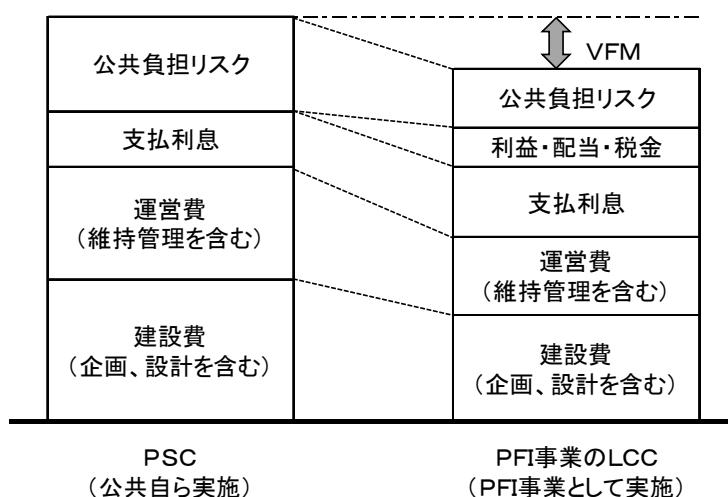 VFM
公共負担リスク
支払利息
運営費
（維持管理を含む）
建設費
（企画、設計を含む）
公共負担リスク
利益・配当・税金
支払利息
運営費
（維持管理を含む）
建設費
（企画、設計を含む）
PSC
（公共自ら実施）
PFI事業のLCC
（PFI事業として実施）